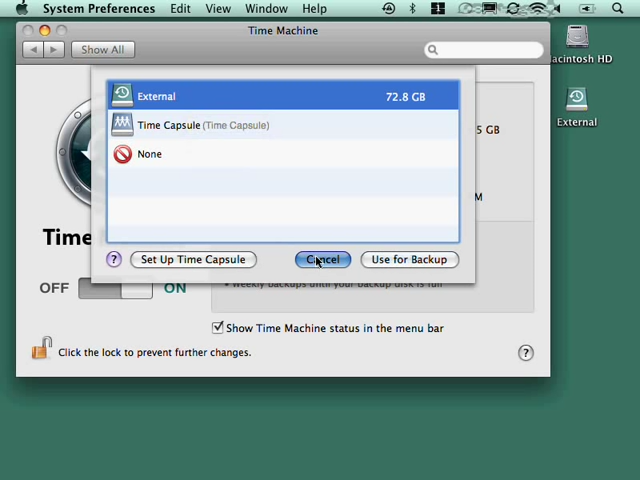 System Preferences Edit View Window Help
Time Machine
Show All
External 72.8 GB
Time Capsule (Time Capsule)
None
Set Up Time Capsule Cancel Use for Backup
?
5 GB
M
Time
OFF ON
• Weekly backups until your backup disk is full
Show Time Machine status in the menu bar
Click the lock to prevent further changes.
?
acintosh HD
External